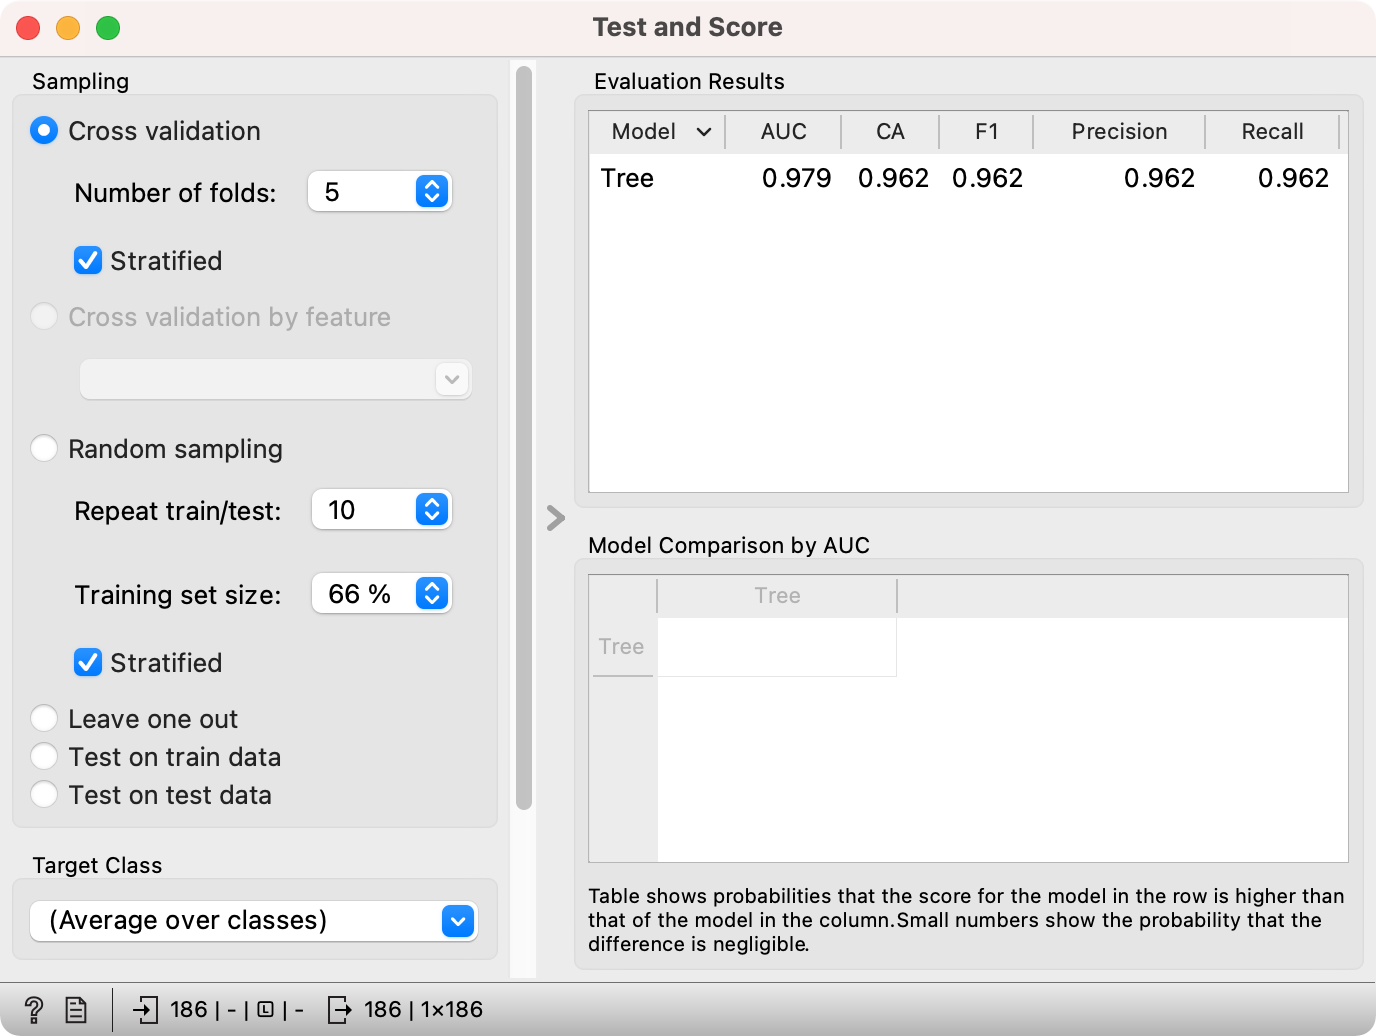 Test and Score
Sampling
Cross validation
Number of folds: 5
Stratified
Cross validation by feature
Random sampling
Repeat train/test: 10
Training set size: 66 %
Stratified
Leave one out
Test on train data
Test on test data
Target Class
(Average over classes)
Evaluation Results
Model AUC CA F1 Precision Recall
Tree 0.979 0.962 0.962 0.962 0.962
Model Comparison by AUC
Tree
Tree
Table shows probabilities that the score for the model in the row is higher than
that of the model in the column.Small numbers show the probability that the
difference is negligible.
? 186 | - | L | - 186 | 1×186